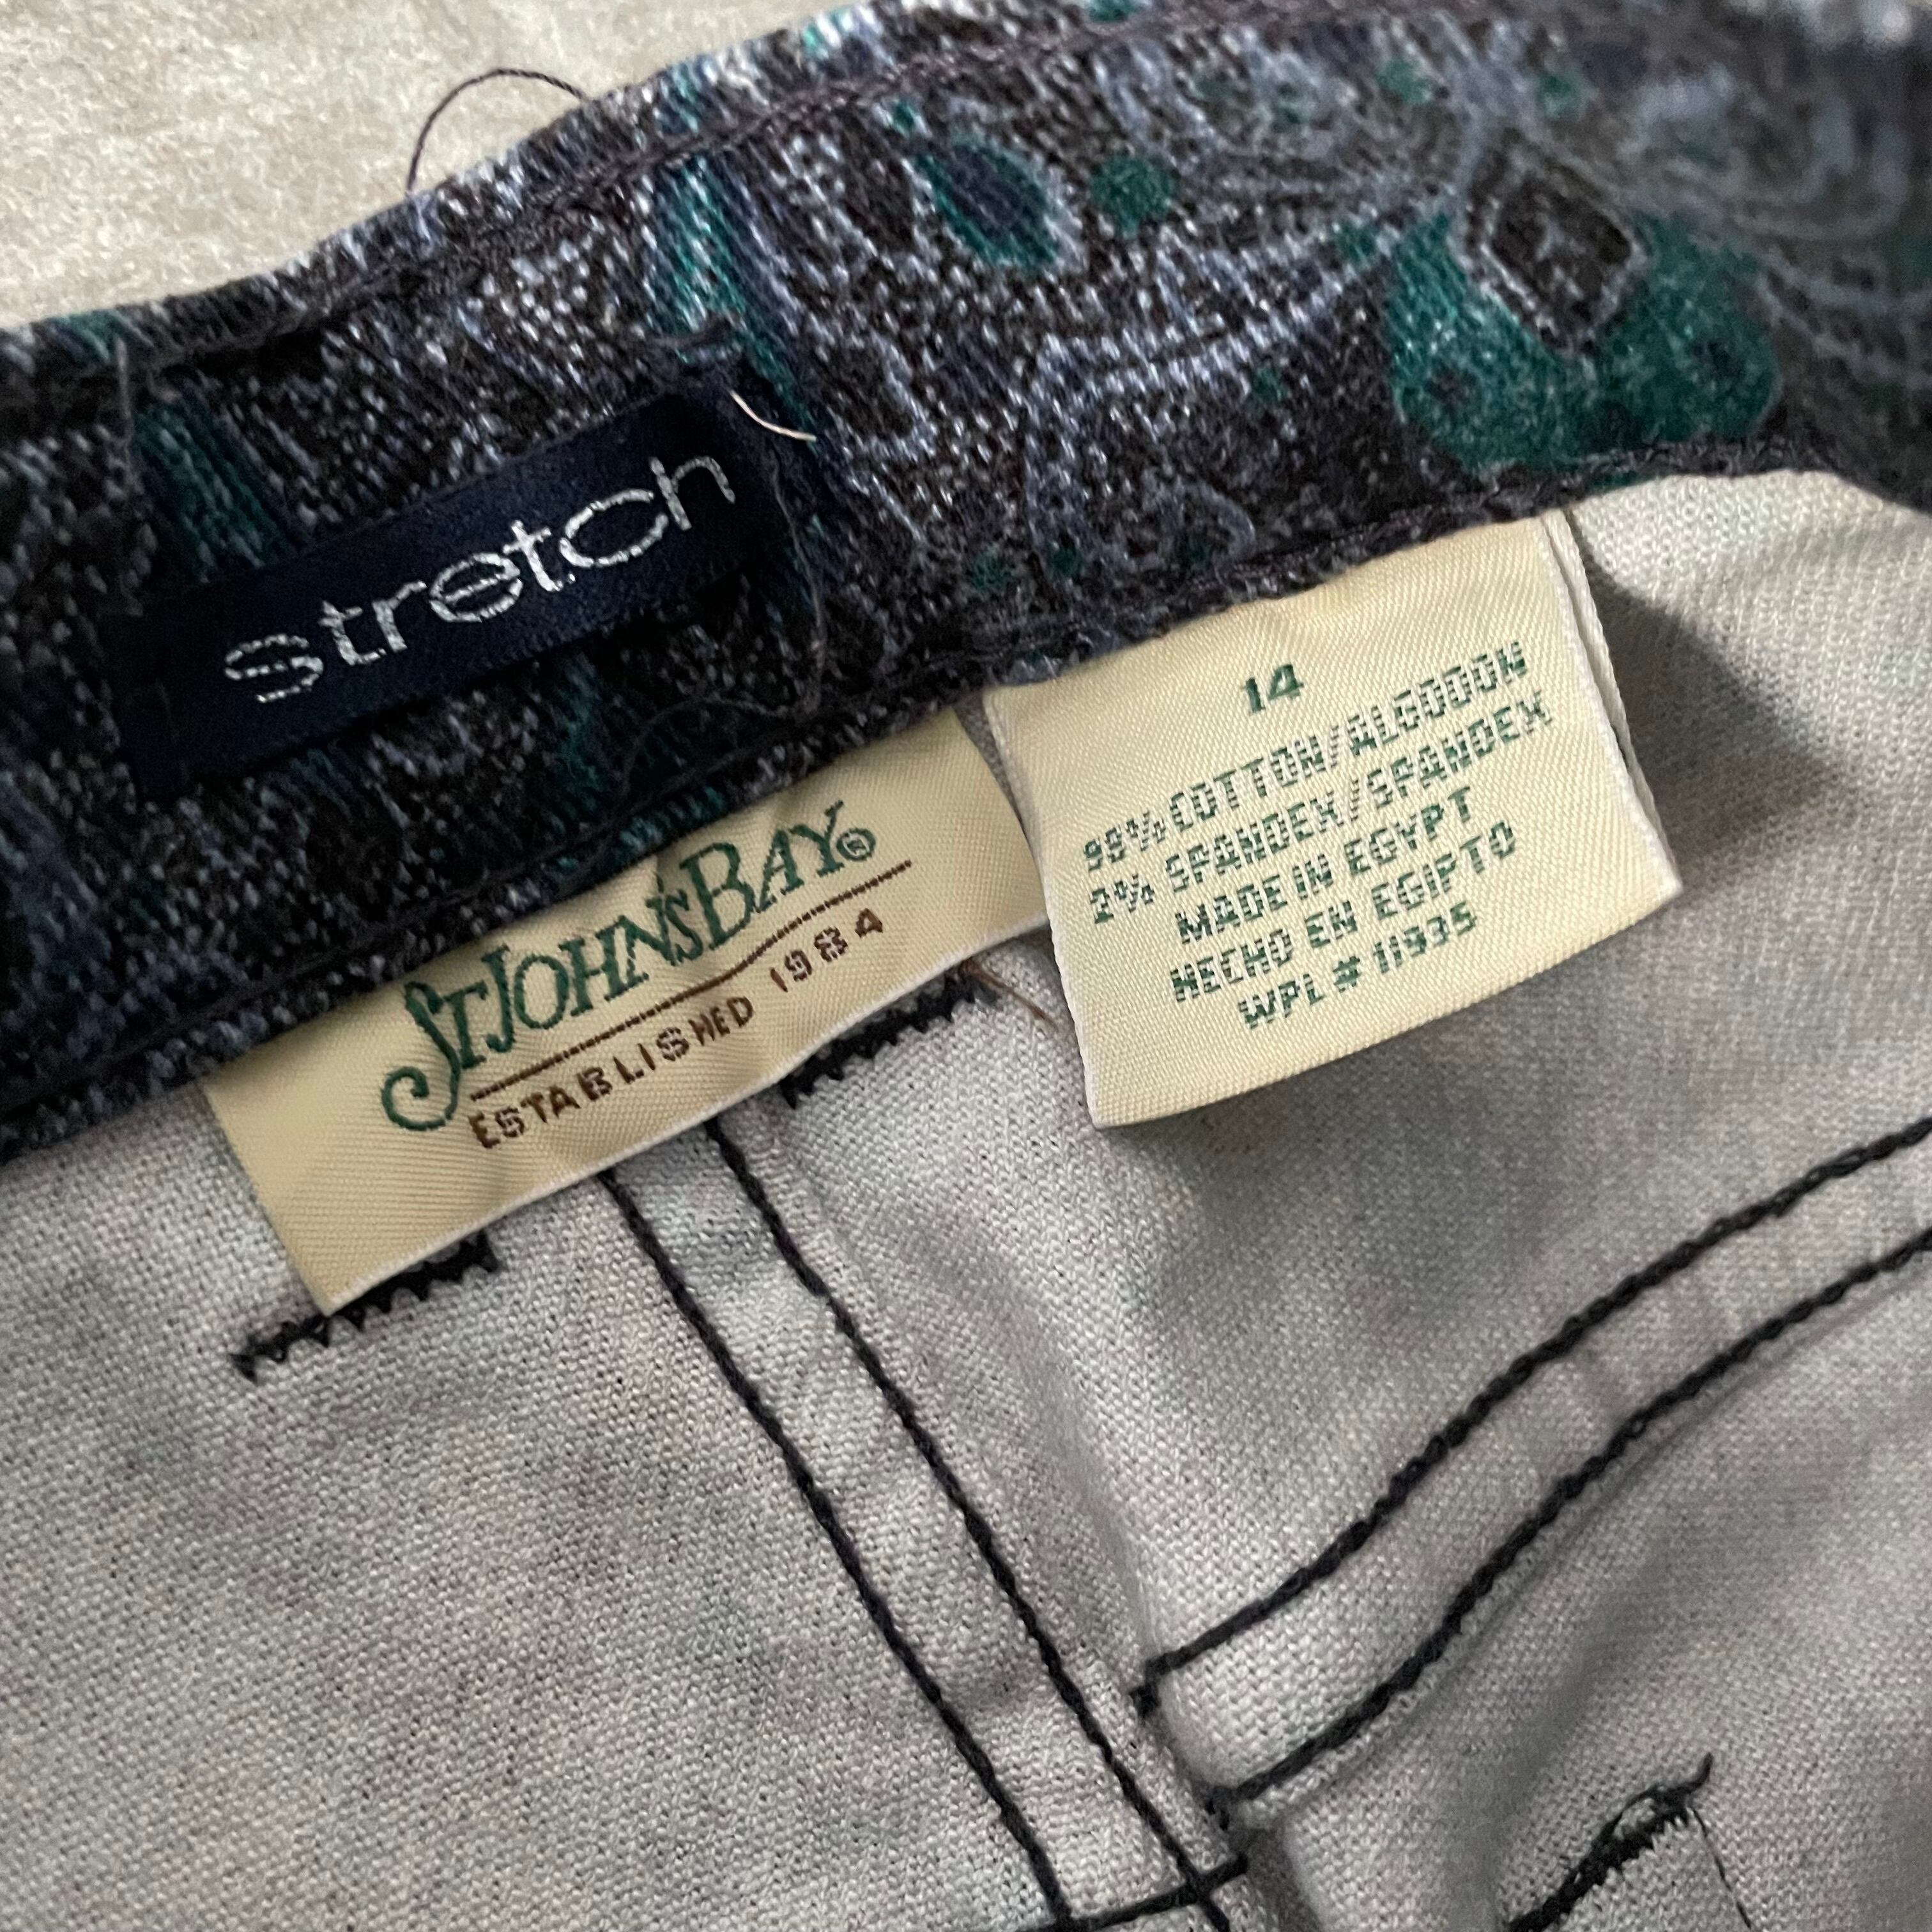 stretch
ST JOHN'S BAY®
ESTABLISHED 1984
14
98% COTTON/ALGODON
2% SPANDEX/SPANDEX
MADE IN EGYPT
HECHO EN EGIPTO
WPL # 11935